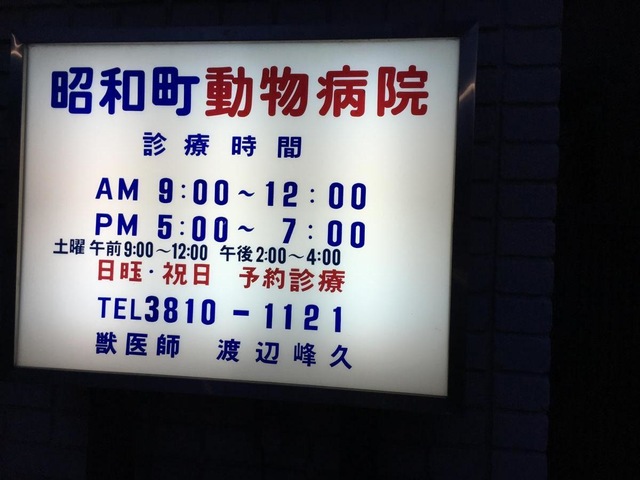 昭和町動物病院
診療時間
AM 9:00～12:00
PM 5:00～ 7:00
土曜 午前9:00～12:00 午後2:00～4:00
日曜・祝日 予約診療
TEL3810-1121
獣医師 渡辺峰久